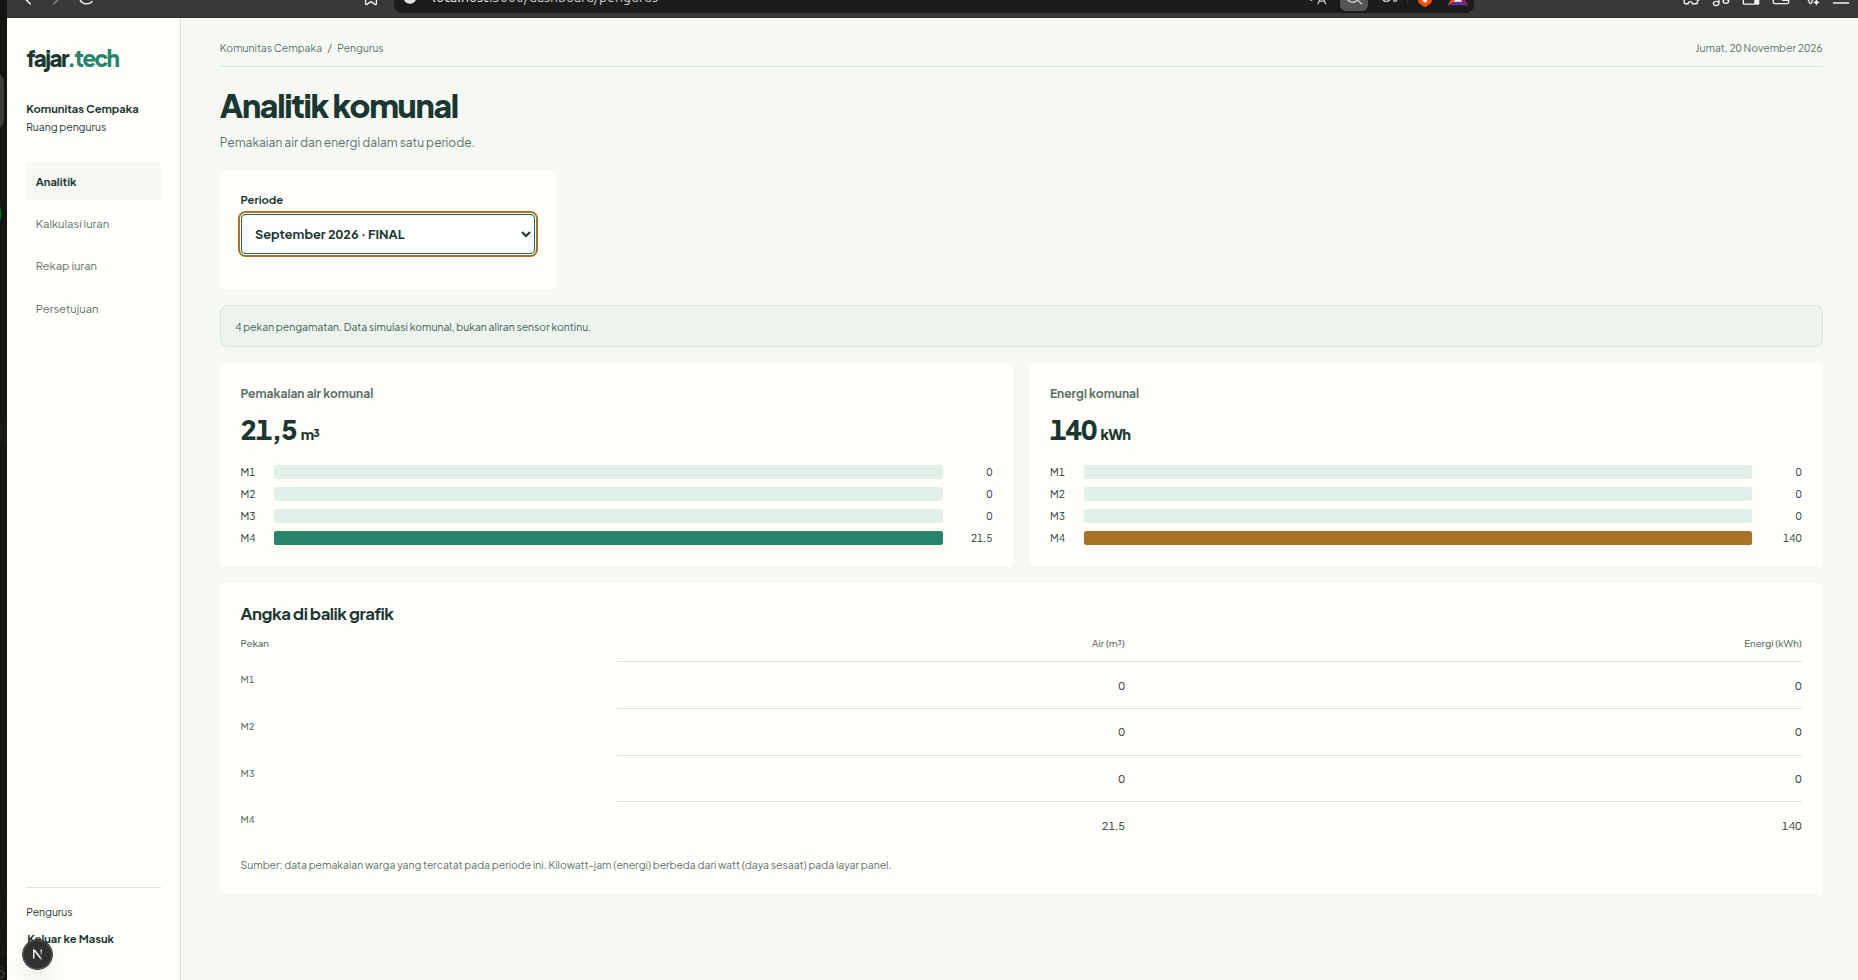 fajar.tech
Komunitas Cempaka
Ruang pengurus
Analitik
Kalkulasi iuran
Rekap iuran
Persetujuan
Pengurus
Keluar ke Masuk
N
Komunitas Cempaka / Pengurus
Jumat, 20 November 2026
Analitik komunal
Pemakaian air dan energi dalam satu periode.
Periode
September 2026 · FINAL
4 pekan pengamatan. Data simulasi komunal, bukan aliran sensor kontinu.
Pemakaian air komunal
21,5 m³
M1 0
M2 0
M3 0
M4 21,5
Energi komunal
140 kWh
M1 0
M2 0
M3 0
M4 140
Angka di balik grafik
Pekan Air (m³) Energi (kWh)
M1 0 0
M2 0 0
M3 0 0
M4 21,5 140
Sumber: data pemakaian warga yang tercatat pada periode ini. Kilowatt-jam (energi) berbeda dari watt (daya sesaat) pada layar panel.